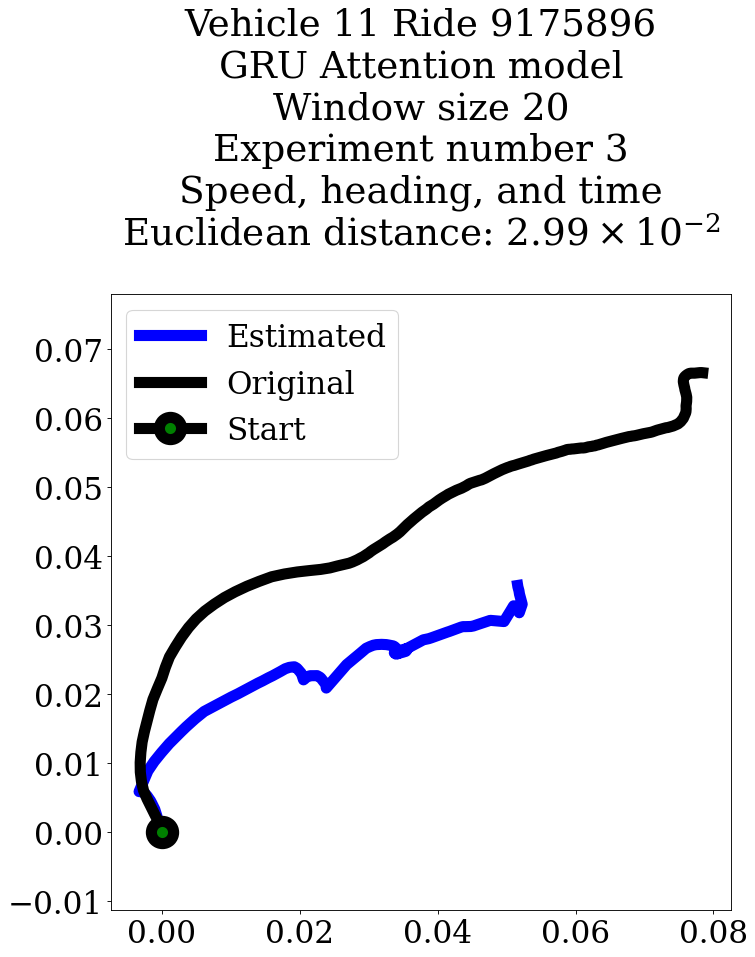 Vehicle 11 Ride 9175896
GRU Attention model
Window size 20
Experiment number 3
Speed, heading, and time
Euclidean distance: 2.99 × 10⁻²
Estimated
Original
Start
0.07
0.06
0.05
0.04
0.03
0.02
0.01
0.00
−0.01
0.00 0.02 0.04 0.06 0.08